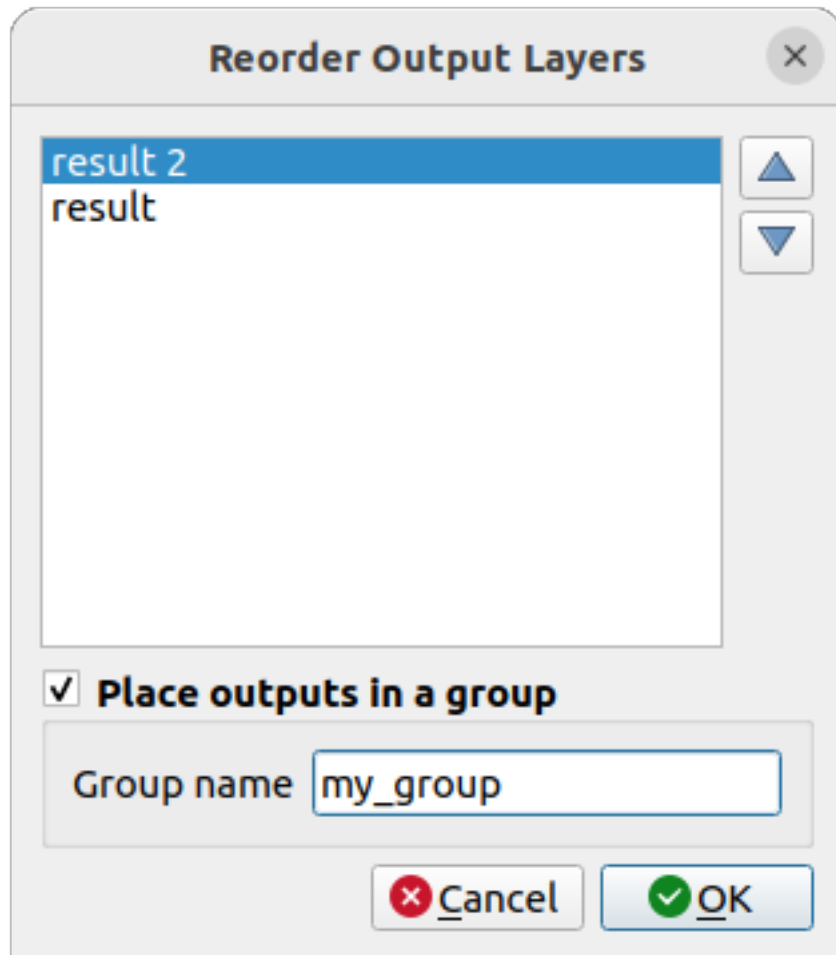 Reorder Output Layers
result 2
result
Place outputs in a group
Group name my_group
Cancel OK